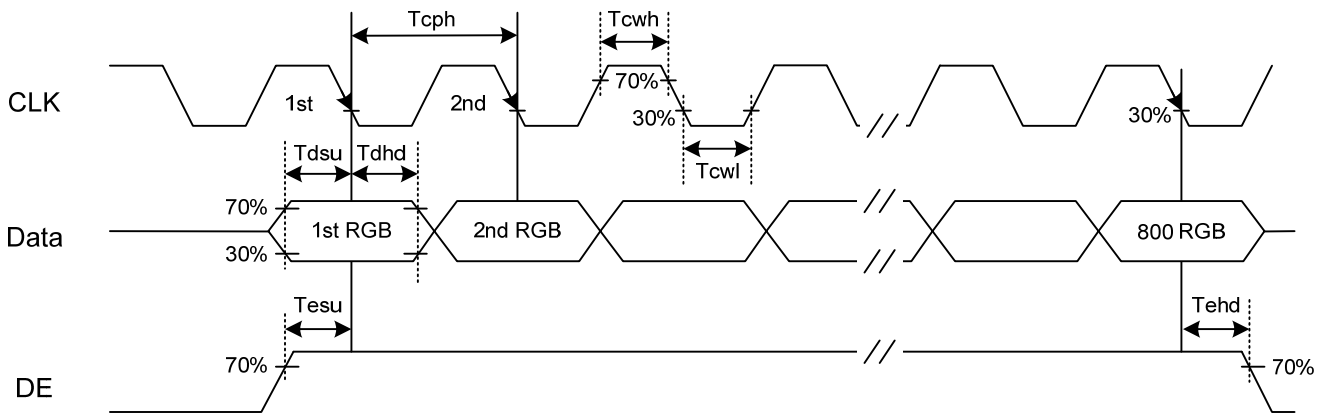 Tcph
Tcwh
CLK
1st
2nd
70%
30%
30%
Tcwl
Tdsu
Tdhd
Data
70%
30%
1st RGB
2nd RGB
800 RGB
Tesu
Tehd
DE
70%
70%